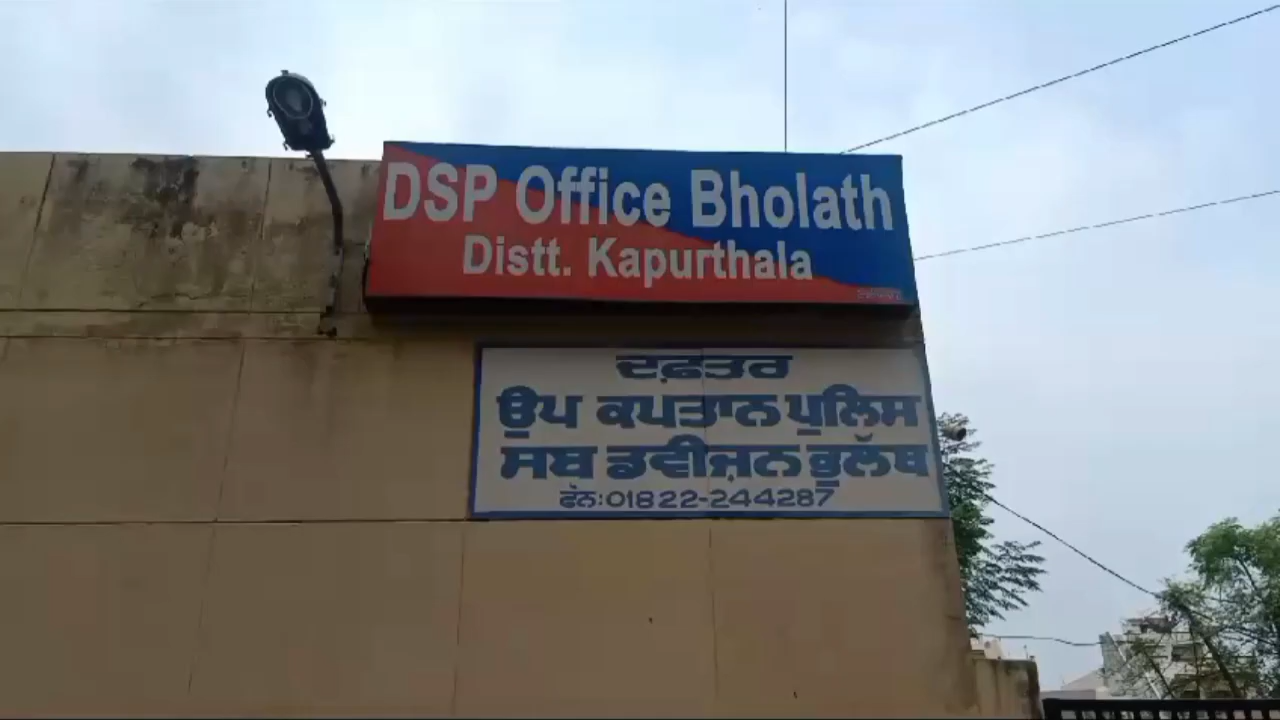 DSP Office Bholath
Distt. Kapurthala
ਦਫ਼ਤਰ
ਉਪ ਕਪਤਾਨ ਪੁਲਿਸ
ਸਬ ਡਵੀਜ਼ਨ ਭੁਲੱਥ
ਫੋਨ:01822-244287